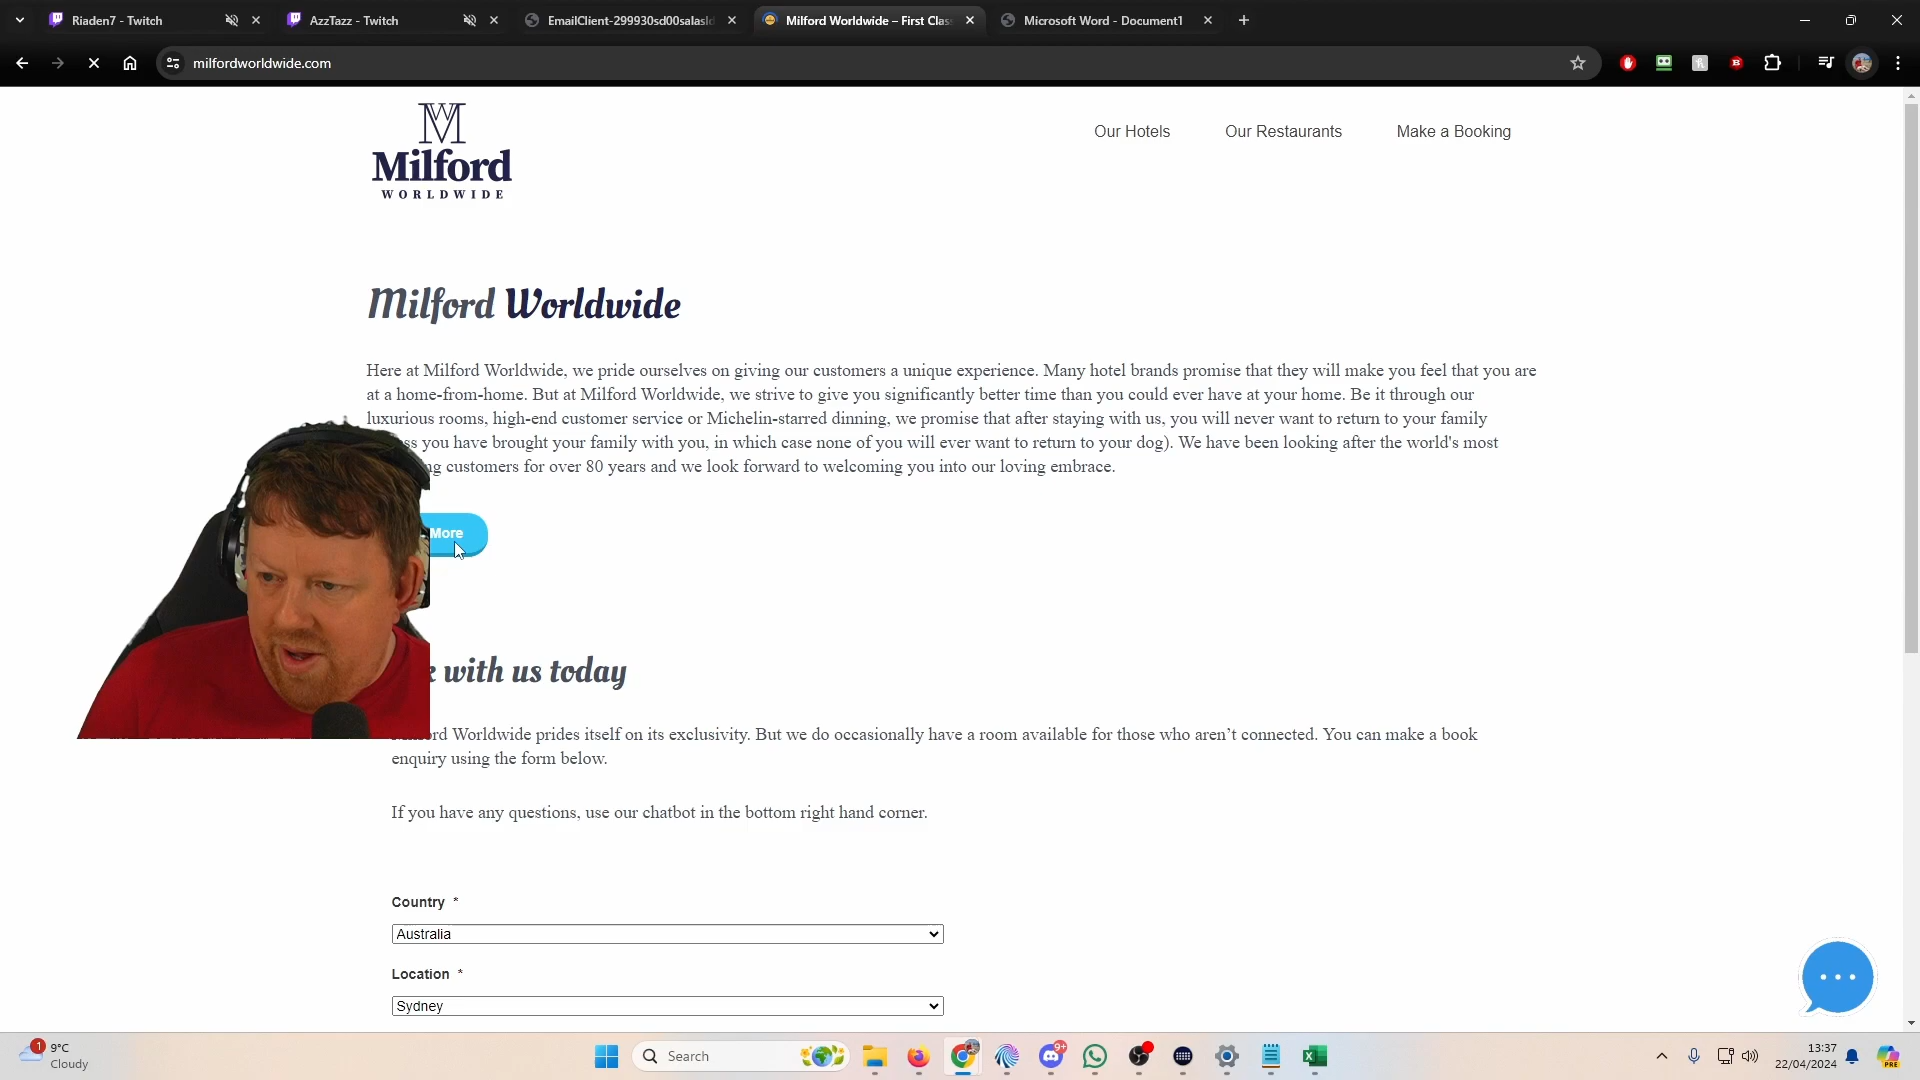 Riaden7 - Twitch
AzzTazz - Twitch
EmailClient-299930sd00salasld
Milford Worldwide – First Clas
Microsoft Word - Document1
milfordworldwide.com
Milford
WORLDWIDE
Our Hotels
Our Restaurants
Make a Booking
Milford Worldwide
Here at Milford Worldwide, we pride ourselves on giving our customers a unique experience. Many hotel brands promise that they will make you feel that you are
at a home-from-home. But at Milford Worldwide, we strive to give you significantly better time than you could ever have at your home. Be it through our
luxurious rooms, high-end customer service or Michelin-starred dinning, we promise that after staying with us, you will never want to return to your family
you have brought your family with you, in which case none of you will ever want to return to your dog). We have been looking after the world's most
customers for over 80 years and we look forward to welcoming you into our loving embrace.
More
with us today
Worldwide prides itself on its exclusivity. But we do occasionally have a room available for those who aren't connected. You can make a book
enquiry using the form below.
If you have any questions, use our chatbot in the bottom right hand corner.
Country *
Australia
Location *
Sydney
1
9°C
Cloudy
Search
9+
13:37
22/04/2024
PRE